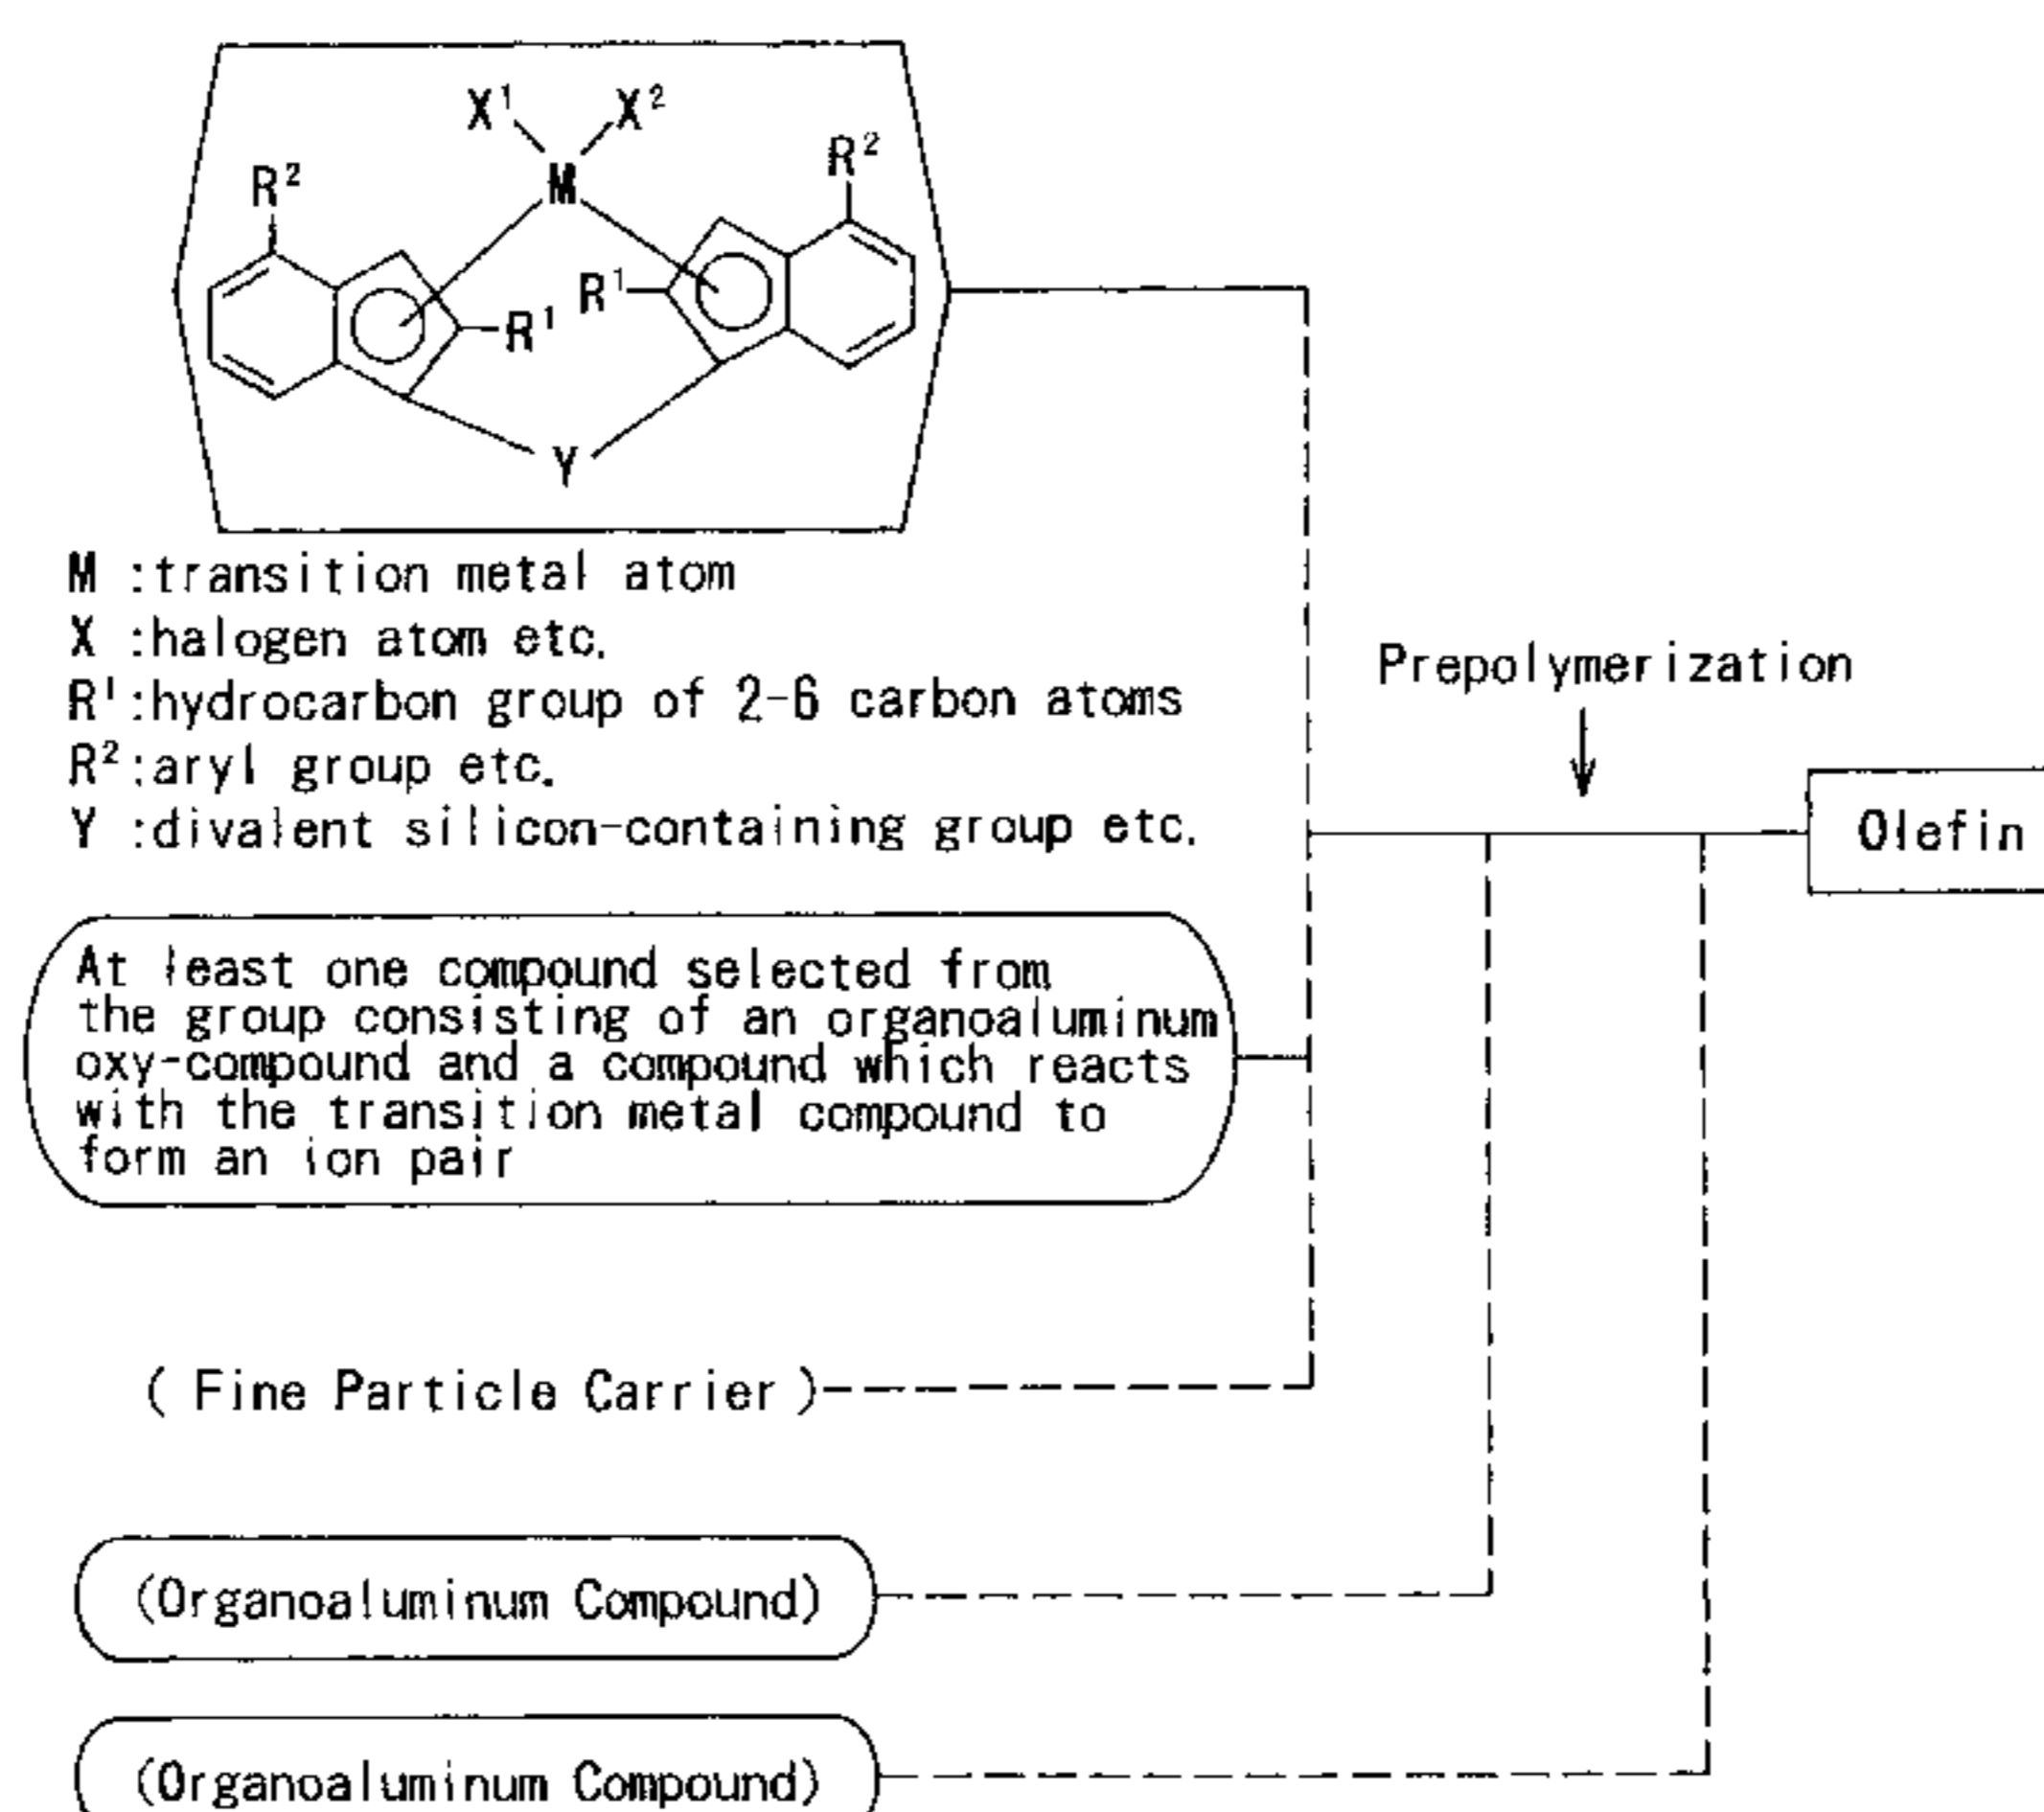 X¹ X²
R² M R²
R¹ R¹
Y
M :transition metal atom
X :halogen atom etc.
R¹:hydrocarbon group of 2-6 carbon atoms
R²:aryl group etc.
Y :divalent silicon-containing group etc.
Prepolymerization
Olefin
At least one compound selected from
the group consisting of an organoaluminum
oxy-compound and a compound which reacts
with the transition metal compound to
form an ion pair
( Fine Particle Carrier )
(Organoaluminum Compound)
(Organoaluminum Compound)